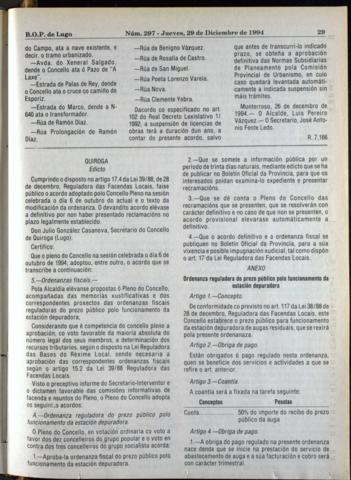 B.O.P. de Lugo
Núm. 297 - Jueves, 29 de Diciembre de 1994
29
do Campo, ata a nave existente, e
decir, o tramo urbanizado.
—Avda. do Xeneral Salgado,
dende o Concello ata o Pazo de "A
Laxe".
—Estrada de Palas de Rey, dende
o Concello ata o cruce co camiño de
Esporiz.
—Estrada do Marco, dende a N-
640 ata o transformador.
—Rúa de Ramón Díaz.
—Rúa Prolongación de Ramón
Díaz.
—Rúa de Benigno Vázquez.
—Rúa de Rosalía de Castro.
—Rúa de San Miguel.
—Rúa Poeta Lorenzo Varela.
—Rúa Nova.
—Rúa Clemente Yebra.
Dacordo co especificado no art
102 do Real Decreto Lexislativo 1/
1992, a suspensión de licencias de
obras terá a duración dun ano, a
contar do presente acordo, salvo
que antes de transcurri-lo indicado
prazo, se obteña a aprobación
definitiva das Normas Subsidiarias
de Planeamento pola Comisión
Provincial de Urbanismo, en cuio
caso quedará levantada automáti-
camente a indicada suspensión sin
mais trámites.
Monterroso, 26 de decembro de
1994.— O Alcalde, Luis Pereiro
Vázquez.— O Secretario, José Anto-
nio Fente Ledo.
R. 7.166
QUIROGA
Edicto
Cumprindo o disposto no artigo 17.4 da Lei 39/88, de 28
de decembro, Reguladora das Facendas Locais, faise
público o acordo adoptado polo Concello Pleno na sesión
celebrada o día 6 de octubro do actual e o texto da
modificación da ordenanza. O devandito acordo elevase
a definitivo por non haber presentado reclamacións no
plazo legalmente establecido.
Don Julio González Casanova, Secretario do Concello
de Quiroga (Lugo).
Certifico:
Que o pleno do Concello na sesión celebrada o día 6 de
octubro de 1994, adoptou, entre outro, o acordo que se
transcribe a continuación:
5.—Ordenanzas fiscais.—
Pola Alcaldía elévanse propostas ó Pleno do Concello,
acompañadas das memorias xustificativas e dos
correspondentes proxectos das ordenanzas fiscais
reguladoras do prezo público polo funcionamento da
estación depuradora,
Considerando que é competencia do concello pleno a
aprobación, co voto favorable da maioría absoluta do
número legal dos seus membros, a determinación dos
recursos tributarios, según o disposto na Lei Reguladora
das Bases do Réxime Local, sendo necesaria a
aprobación das correspondentes ordenanzas fiscais
según o artigo 15.2 da Lei 39/88 Reguladora das
Facendas Locais
Visto o preceptivo informe do Secretario-Interventor e
o dictamen favorable das comisións informativas de
facenda e asuntos do Pleno, o Pleno do Concello adopta
os seguintes acordos:
A.—Ordenanza reguladora do prezo público polo
funcionamento da estación depuradora.
O Pleno do Concello, en votación ordinaria co voto a
favor dos dez concelleiros do grupo popular e o voto en
contra dos tres concelleiros do grupo socialista acorda:
1.—Aproba-la ordenanza fiscal do prezo público polo
funcionamento da estación depuradora.
2.—Que se somete a información pública por un
período de trinta días naturais, mediante edicto que se ha
de publicar no Boletín Oficial da Provincia, para que os
interesados poidan examina-lo expediente e presentar
recramacións.
3.—Que se dé conta o Pleno do Concello das
recramacións que se presenten, que se resolverán con
carácter definitivo e no caso de que non se presenten, o
acordo provisional elevarase automaticamente a
definitivo.
4.—Que o acordo definitivo e a ordenanza fiscal se
publiquen no Boletín Oficial da Provincia, para a súa
vixencia e posible impugnación xudicial, tal como dispón
o art. 17 da Lei Reguladora das Facendas Locais.
ANEXO
Ordenanza reguladora do prezo público polo funcionamento da
estación depuradora
Artigo 1.—Concepto.
De conformidade co previsto no art. 117 da Lei 39/88 de
28 de decembro, Reguladora das Facendas Locais, este
Concello establece o prezo público para funcionamento
da estación depuradora de augas residuais, que se rexirá
pola presente ordenanza.
Artigo 2.—Obriga de pago.
Están obrigados ó pago regulado nesta ordenanza,
quen se beneficie dos servicios e actividades a que se
refire o art. anterior.
Artigo 3.—Coantía.
A coantía será a fixada na tarefa seguinte:
Conceptos
Pesetas
Cuota
50% do importe do recibo do prezo
público da auga
Artigo 4.—Obriga de pago.
1.—A obriga do pago regulado na presente ordenanza
nace dende que se inicie na prestación do servicio de
abastecemento de auga e a súa facturación e cobro será
con carácter trimestral.